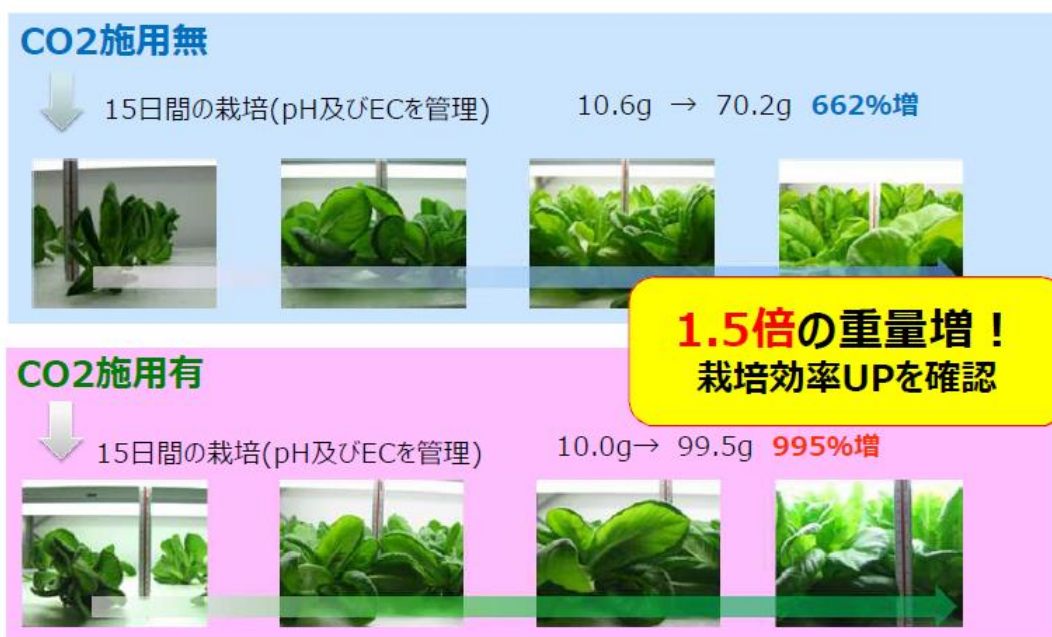 CO2施用無
15日間の栽培(pH及びECを管理) 10.6g → 70.2g 662%増
1.5倍の重量増！
栽培効率UPを確認
CO2施用有
15日間の栽培(pH及びECを管理) 10.0g→ 99.5g 995%増